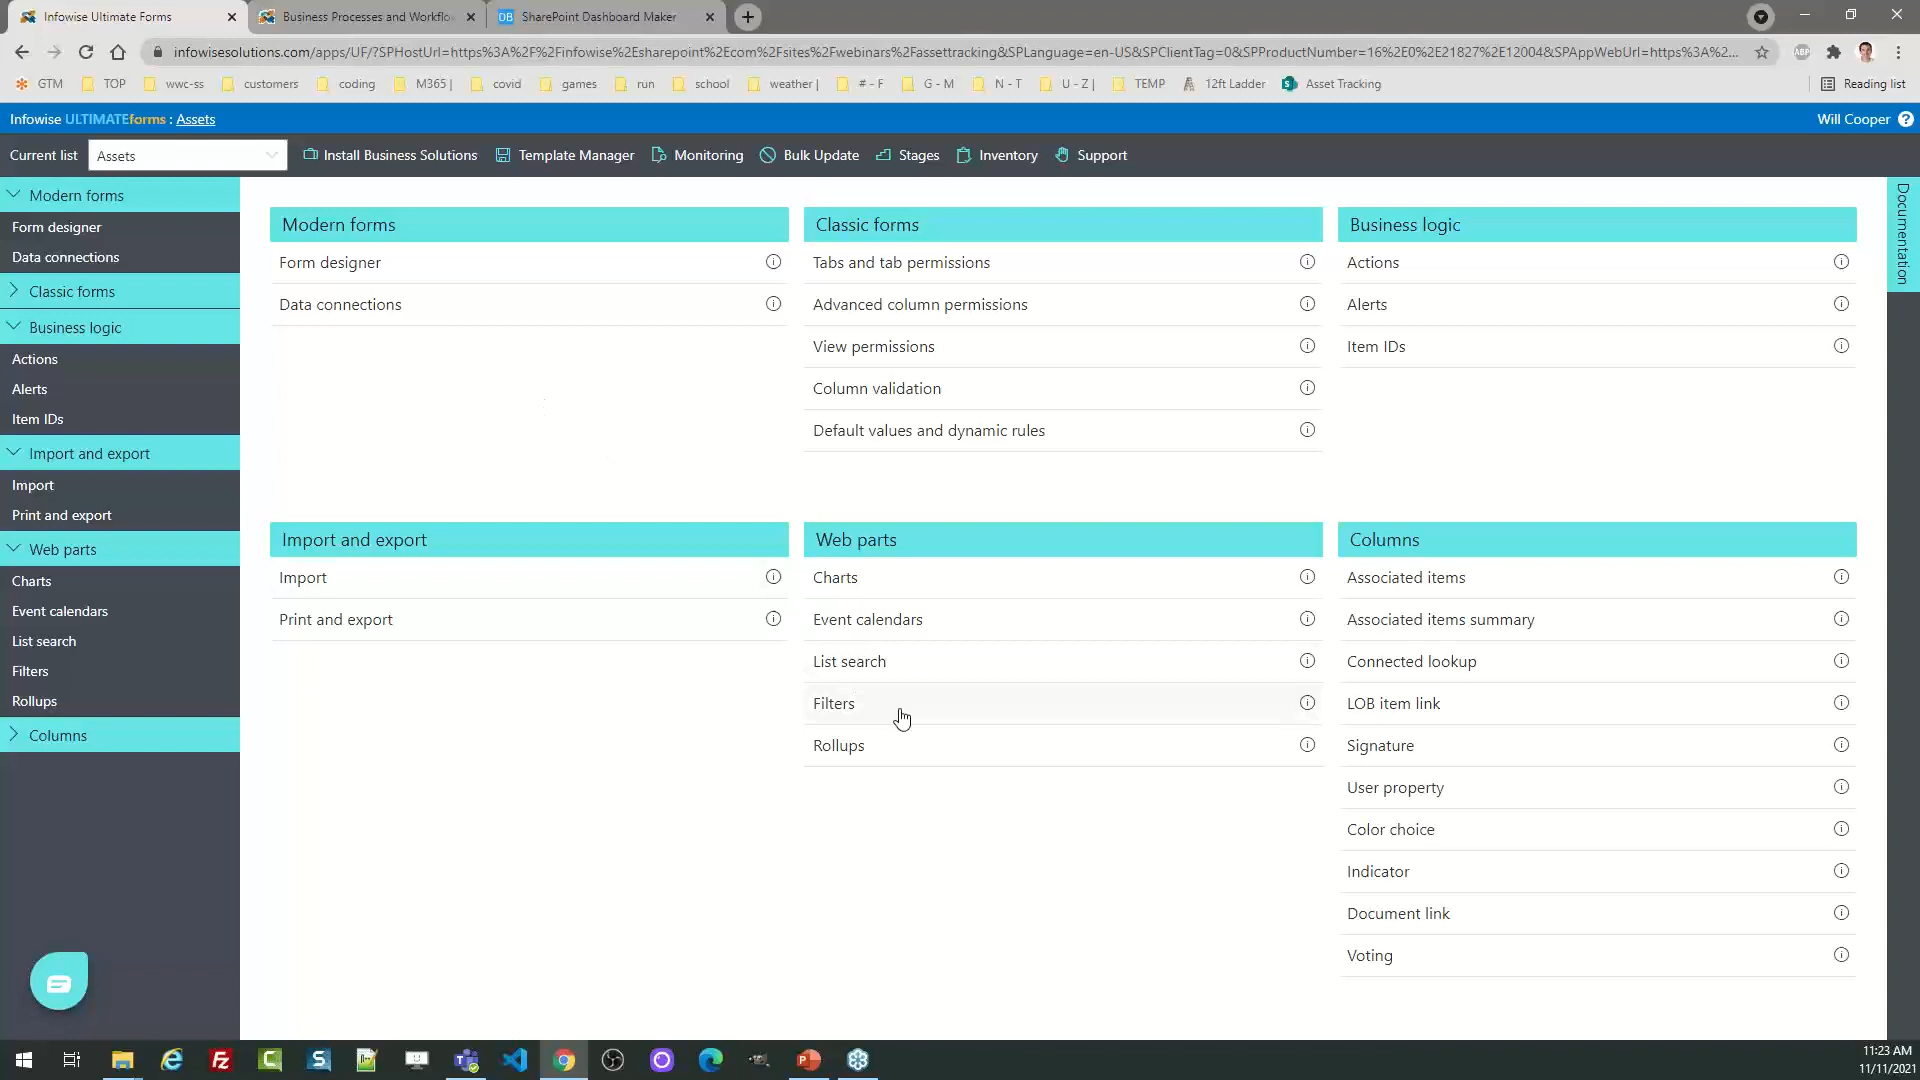 Infowise Ultimate Forms
Business Processes and Workflo
DB SharePoint Dashboard Maker
infowisesolutions.com/apps/UF/?SPHostUrl=https%3A%2F%2Finfowise%2Esharepoint%2Ecom%2Fsites%2Fwebinars%2Fassettracking&SPLanguage=en-US&SPClientTag=0&SPProductNumber=16%2E0%2E21827%2E12004&SPAppWebUrl=https%3A%2...
ABP
GTM TOP wwc-ss customers coding M365 | covid games run school weather | # - F G - M N - T U - Z | TEMP 12ft Ladder Asset Tracking Reading list
Infowise ULTIMATEforms : Assets
Will Cooper ?
Current list Assets Install Business Solutions Template Manager Monitoring Bulk Update Stages Inventory Support
Modern forms
Form designer
Data connections
Classic forms
Business logic
Actions
Alerts
Item IDs
Import and export
Import
Print and export
Web parts
Charts
Event calendars
List search
Filters
Rollups
Columns
Modern forms
Form designer
Data connections
Classic forms
Tabs and tab permissions
Advanced column permissions
View permissions
Column validation
Default values and dynamic rules
Business logic
Actions
Alerts
Item IDs
Import and export
Import
Print and export
Web parts
Charts
Event calendars
List search
Filters
Rollups
Columns
Associated items
Associated items summary
Connected lookup
LOB item link
Signature
User property
Color choice
Indicator
Document link
Voting
Documentation
11:23 AM
11/11/2021